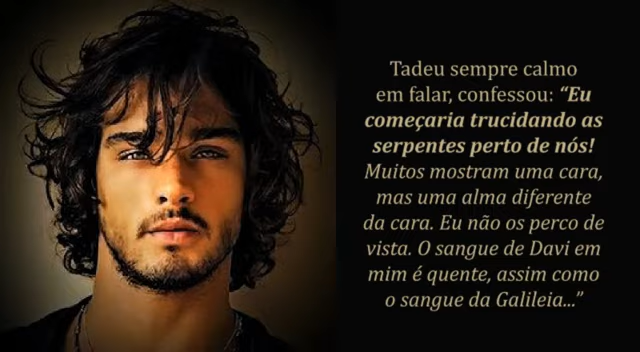 Tadeu sempre calmo
em falar, confessou: “Eu
começaria trucidando as
serpentes perto de nós!
Muitos mostram uma cara,
mas uma alma diferente
da cara. Eu não os perco de
vista. O sangue de Davi em
mim é quente, assim como
o sangue da Galileia...”